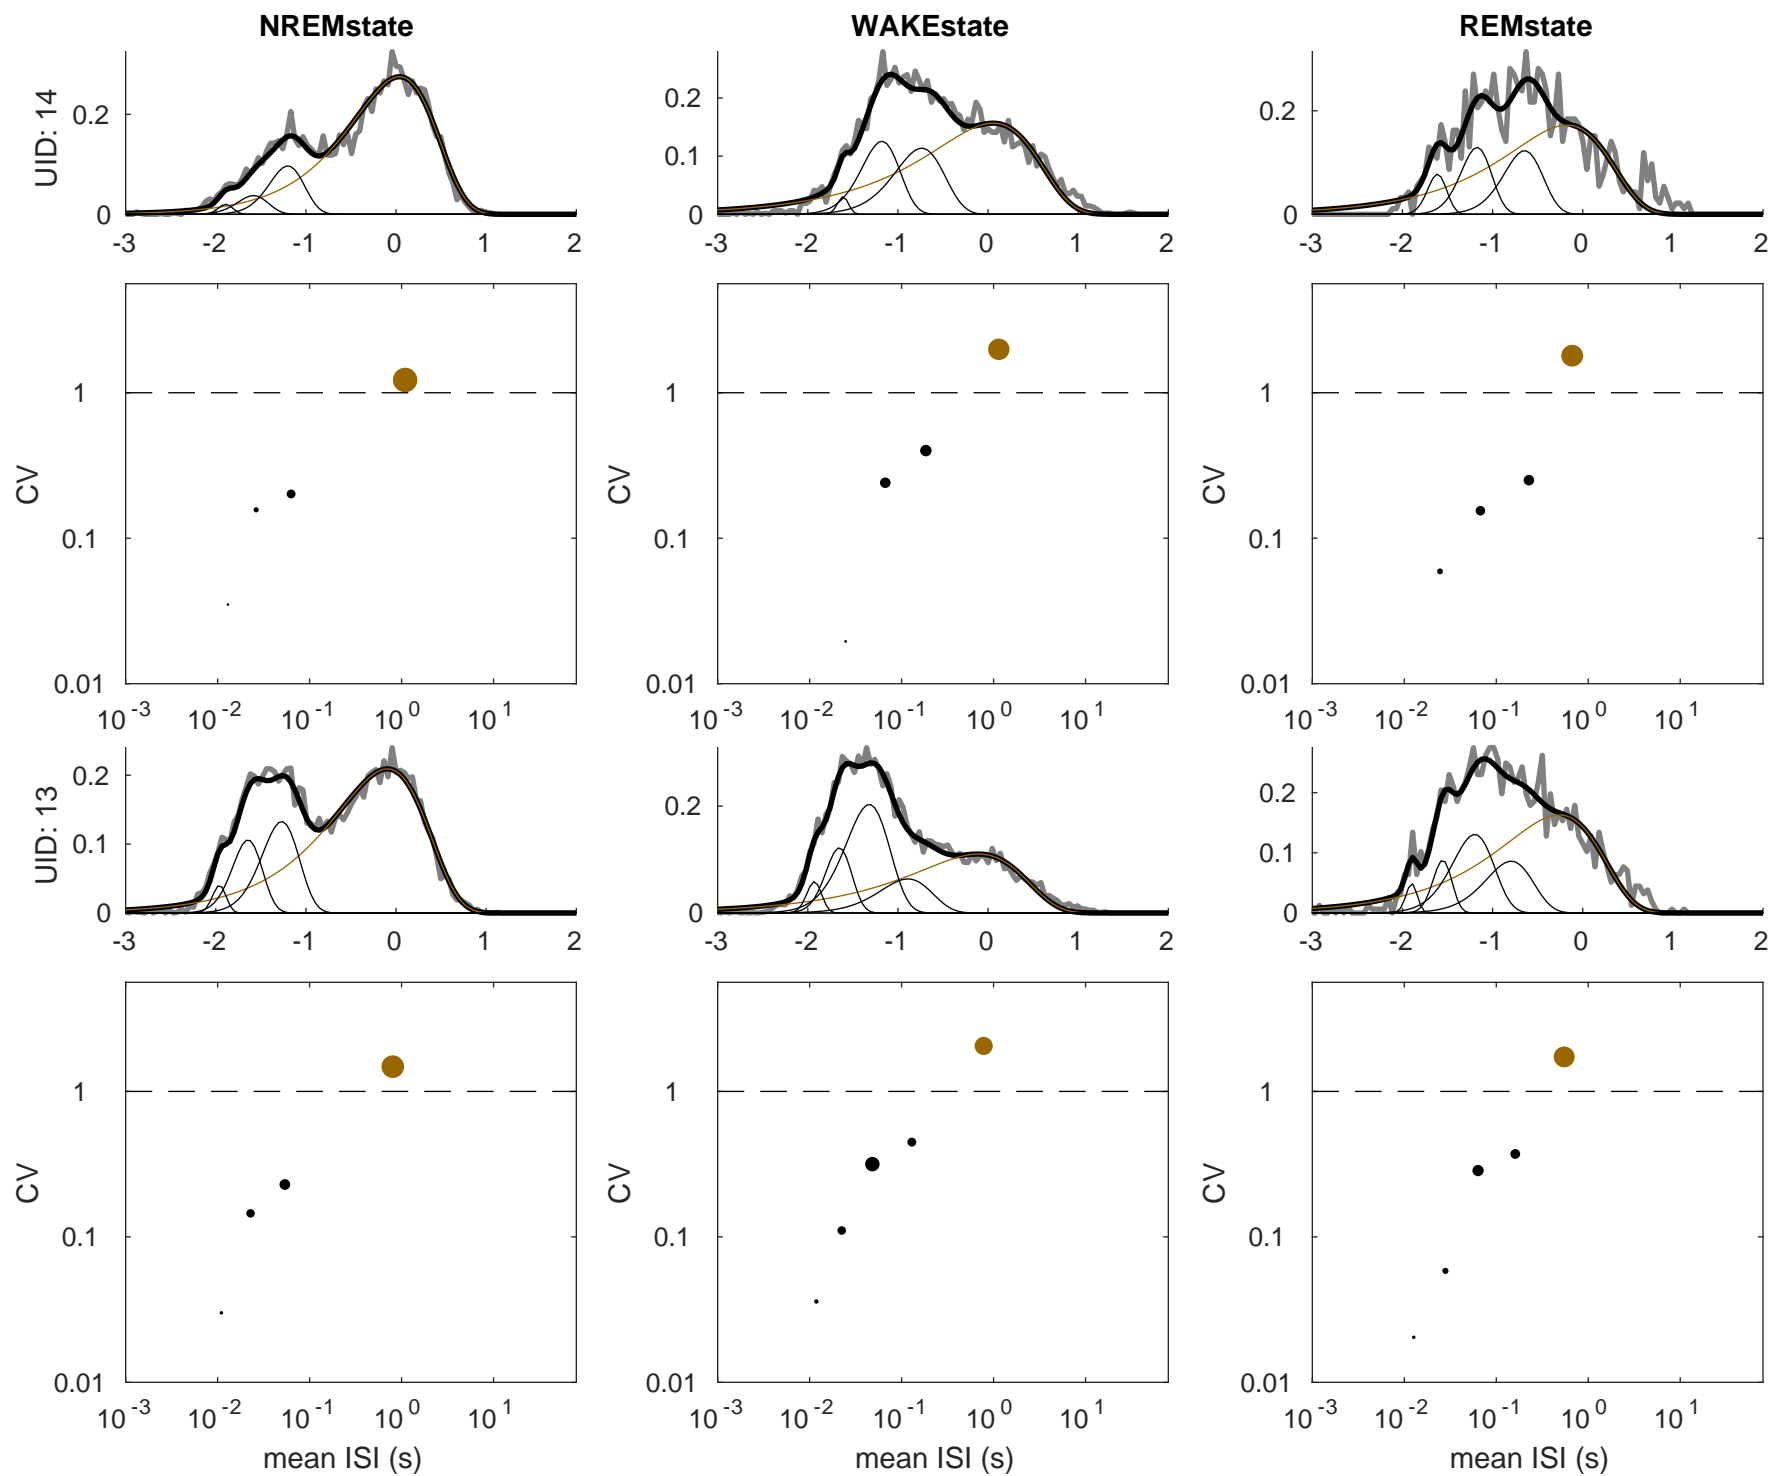 NREMstate WAKEstate REMstate
UID: 14
0.2 0.2 0.2
0.1
0 0 0
-3 -2 -1 0 1 2 -3 -2 -1 0 1 2 -3 -2 -1 0 1 2
1 1 1
CV CV CV
0.1 0.1 0.1
0.01 0.01 0.01
10^-3 10^-2 10^-1 10^0 10^1 10^-3 10^-2 10^-1 10^0 10^1 10^-3 10^-2 10^-1 10^0 10^1
UID: 13
0.2 0.2 0.2
0.1 0.1
0 0 0
-3 -2 -1 0 1 2 -3 -2 -1 0 1 2 -3 -2 -1 0 1 2
1 1 1
CV CV CV
0.1 0.1 0.1
0.01 0.01 0.01
10^-3 10^-2 10^-1 10^0 10^1 10^-3 10^-2 10^-1 10^0 10^1 10^-3 10^-2 10^-1 10^0 10^1
mean ISI (s) mean ISI (s) mean ISI (s)